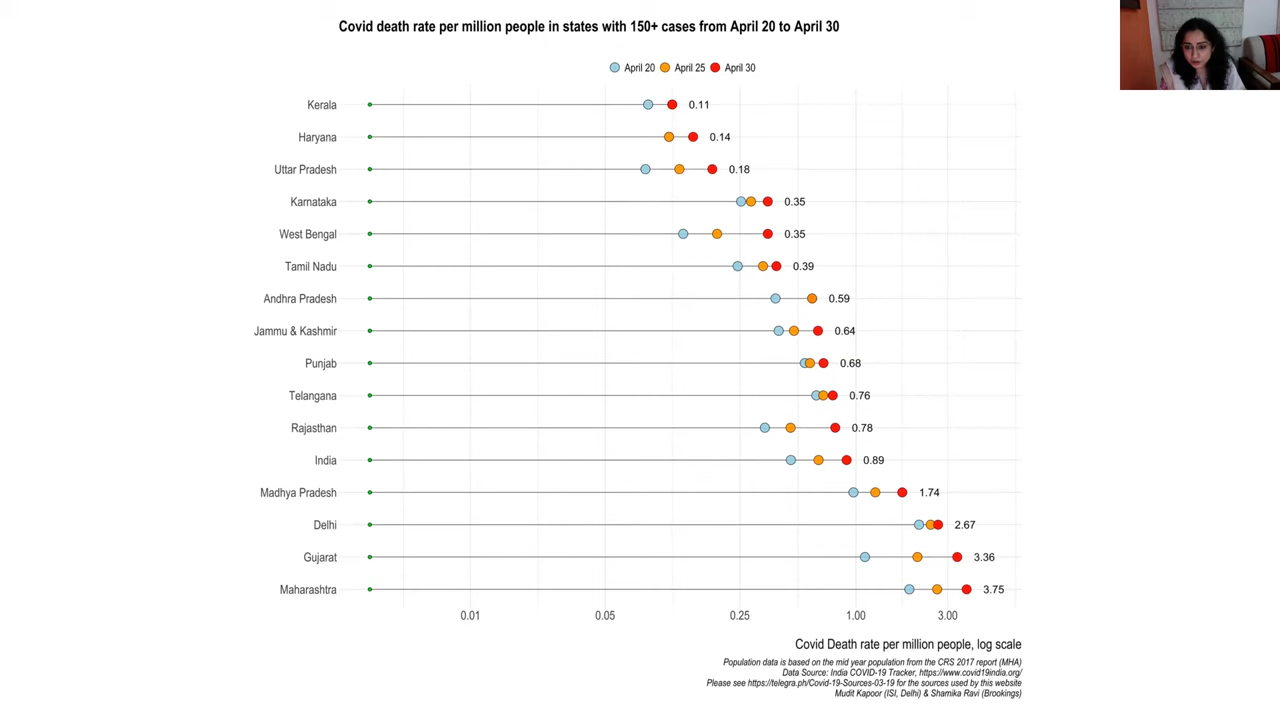 Covid death rate per million people in states with 150+ cases from April 20 to April 30
April 20 April 25 April 30
Kerala 0.11
Haryana 0.14
Uttar Pradesh 0.18
Karnataka 0.35
West Bengal 0.35
Tamil Nadu 0.39
Andhra Pradesh 0.59
Jammu & Kashmir 0.64
Punjab 0.68
Telangana 0.76
Rajasthan 0.78
India 0.89
Madhya Pradesh 1.74
Delhi 2.67
Gujarat 3.36
Maharashtra 3.75
0.01 0.05 0.25 1.00 3.00
Covid Death rate per million people, log scale
Population data is based on the mid year population from the CRS 2017 report (MHA)
Data Source: India COVID-19 Tracker, https://www.covid19india.org/
Please see https://telegra.ph/Covid-19-Sources-03-19 for the sources used by this website
Mudit Kapoor (ISI, Delhi) & Shamika Ravi (Brookings)